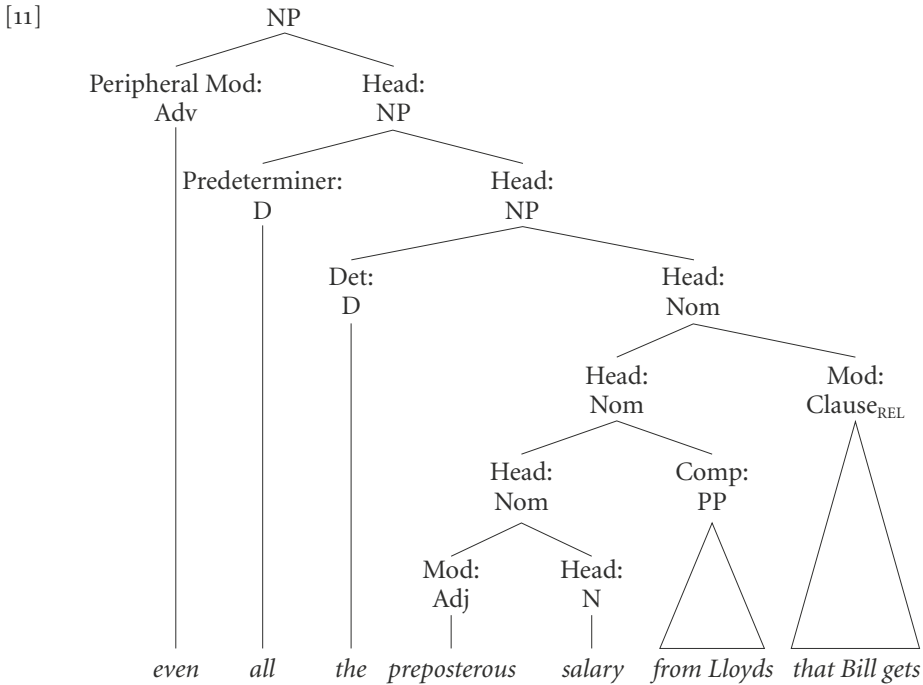 [11] NP
Peripheral Mod: Head:
Adv NP
Predeterminer: Head:
D NP
Det: Head:
D Nom
Head: Mod:
Nom Clause_REL
Head: Comp:
Nom PP
Mod: Head:
Adj N
even all the preposterous salary from Lloyds that Bill gets